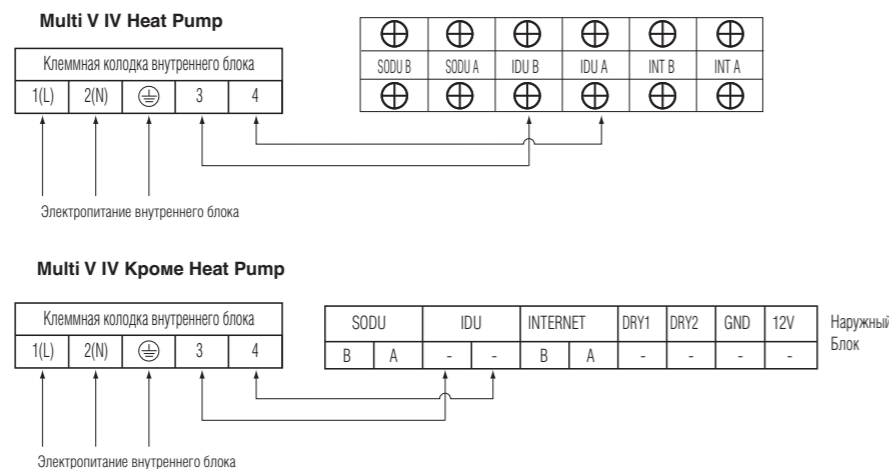 Multi V IV Heat Pump
Клеммная колодка внутреннего блока
1(L) 2(N) 3 4
SODU B SODU A IDU B IDU A INT B INT A
Электропитание внутреннего блока
Multi V IV Кроме Heat Pump
Клеммная колодка внутреннего блока
1(L) 2(N) 3 4
SODU IDU INTERNET DRY1 DRY2 GND 12V
B A - - B A - - - -
Наружный
Блок
Электропитание внутреннего блока